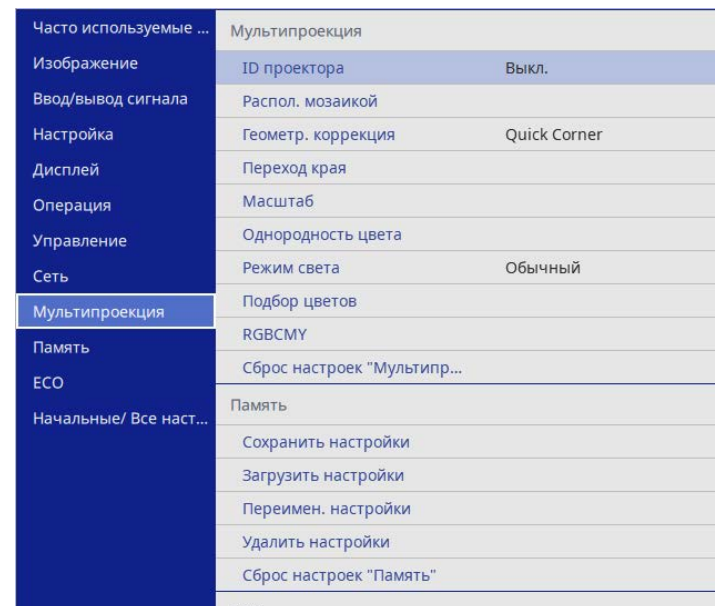 Часто используемые ...
Изображение
Ввод/вывод сигнала
Настройка
Дисплей
Операция
Управление
Сеть
Мультипроекция
Память
ECO
Начальные/ Все наст...
Мультипроекция
ID проектора Выкл.
Распол. мозаикой
Геометр. коррекция Quick Corner
Переход края
Масштаб
Однородность цвета
Режим света Обычный
Подбор цветов
RGBCMY
Сброс настроек "Мультипр...
Память
Сохранить настройки
Загрузить настройки
Переимен. настройки
Удалить настройки
Сброс настроек "Память"